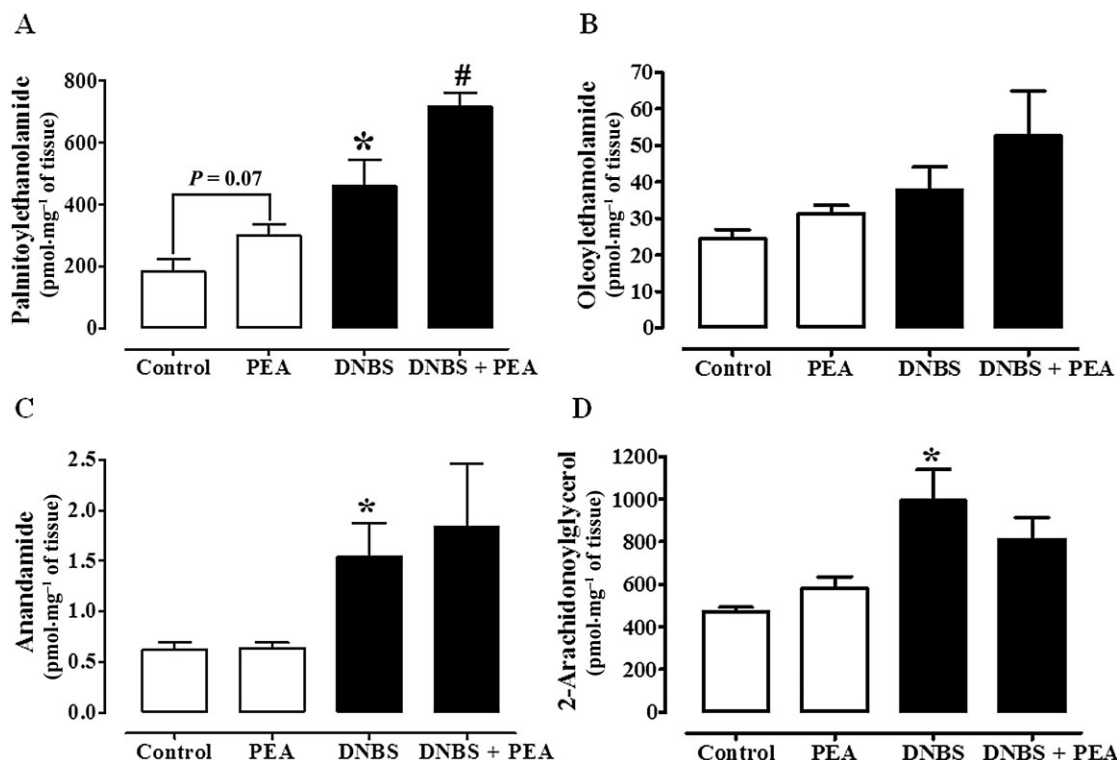 A
Palmitoylethanolamide
(pmol·mg⁻¹ of tissue)
800
600
400
200
0
P = 0.07
*
#
Control PEA DNBS DNBS + PEA
B
Oleoylethamolamide
(pmol·mg⁻¹ of tissue)
70
60
50
40
30
20
10
0
Control PEA DNBS DNBS + PEA
C
Anandamide
(pmol·mg⁻¹ of tissue)
2.5
2.0
1.5
1.0
0.5
0.0
*
Control PEA DNBS DNBS + PEA
D
2-Arachidonoylglycerol
(pmol·mg⁻¹ of tissue)
1200
1000
800
600
400
200
0
*
Control PEA DNBS DNBS + PEA